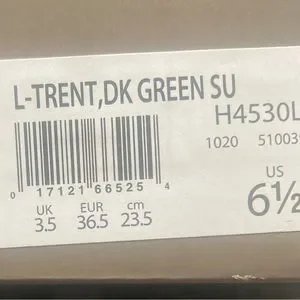 L-TRENT,DK GREEN SU
H4530L
1020 510039
0 17121 66525 4
US
UK EUR cm
3.5 36.5 23.5
6½